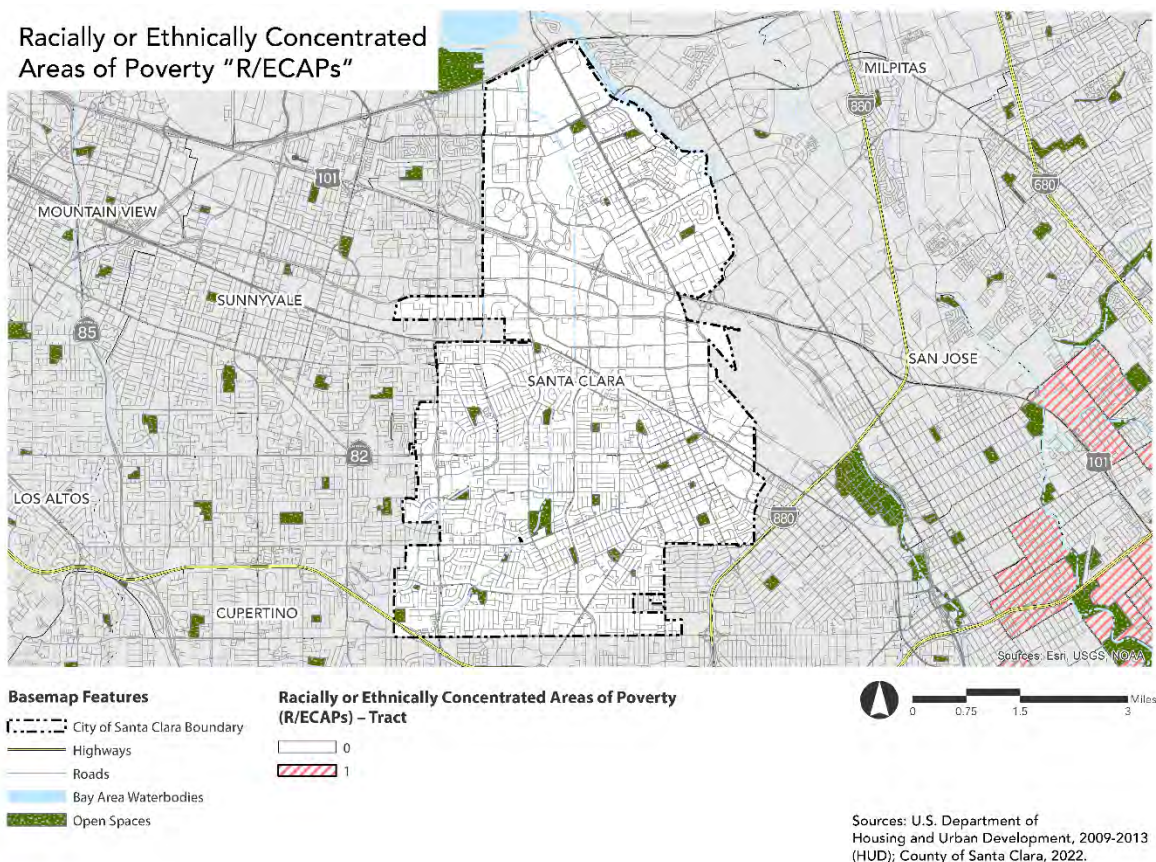 Racially or Ethnically Concentrated
Areas of Poverty "R/ECAPs"
MILPITAS
880
101
680
MOUNTAIN VIEW
SUNNYVALE
85
SAN JOSE
SANTA CLARA
82
101
LOS ALTOS
880
CUPERTINO
Sources: Esri, USGS, NOAA
Basemap Features
City of Santa Clara Boundary
Highways
Roads
Bay Area Waterbodies
Open Spaces
Racially or Ethnically Concentrated Areas of Poverty
(R/ECAPs) – Tract
0
1
Miles
0 0.75 1.5 3
Sources: U.S. Department of
Housing and Urban Development, 2009-2013
(HUD); County of Santa Clara, 2022.